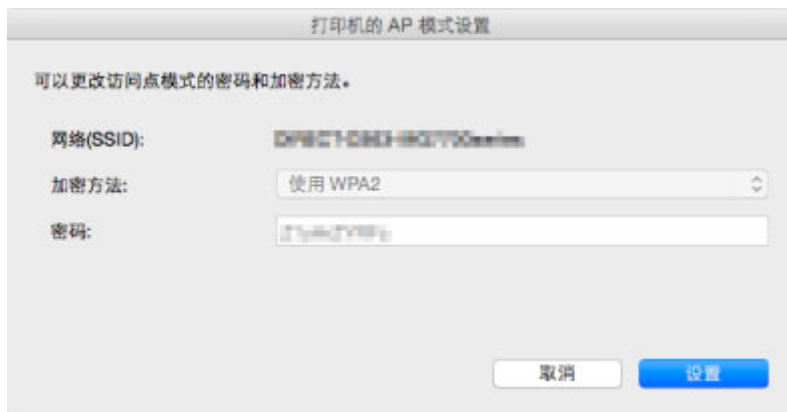 打印机的 AP 模式设置
可以更改访问点模式的密码和加密方法。
网络(SSID):
加密方法: 使用 WPA2
密码:
取消 设置